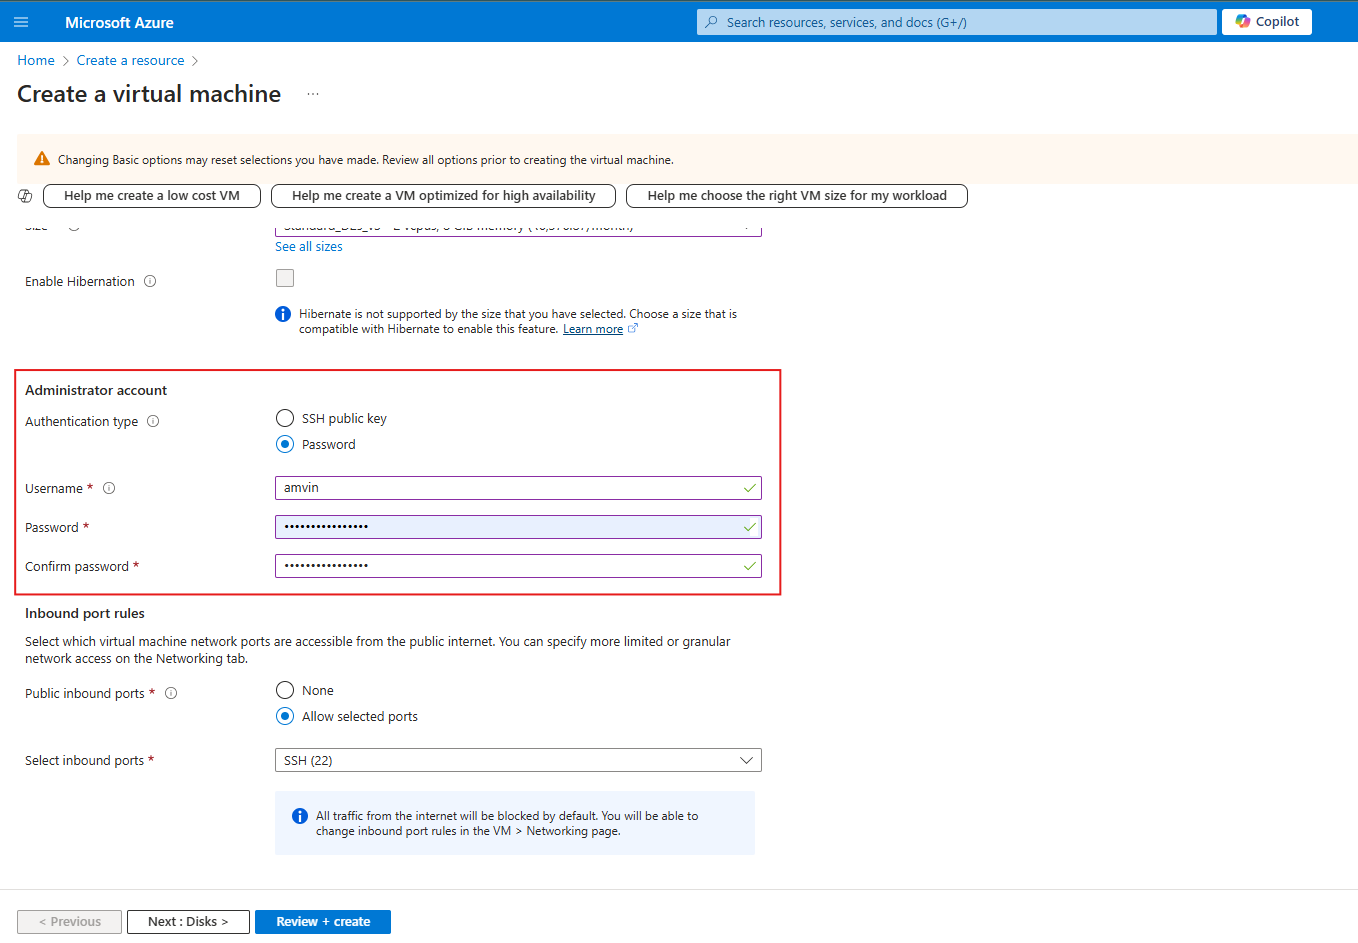 Microsoft Azure
Search resources, services, and docs (G+/)
Copilot
Home > Create a resource >
Create a virtual machine ...
Changing Basic options may reset selections you have made. Review all options prior to creating the virtual machine.
Help me create a low cost VM
Help me create a VM optimized for high availability
Help me choose the right VM size for my workload
Size
See all sizes
Enable Hibernation
Hibernate is not supported by the size that you have selected. Choose a size that is
compatible with Hibernate to enable this feature. Learn more
Administrator account
Authentication type
SSH public key
Password
Username *
amvin
Password *
••••••••••••••••
Confirm password *
••••••••••••••••
Inbound port rules
Select which virtual machine network ports are accessible from the public internet. You can specify more limited or granular
network access on the Networking tab.
Public inbound ports *
None
Allow selected ports
Select inbound ports *
SSH (22)
All traffic from the internet will be blocked by default. You will be able to
change inbound port rules in the VM > Networking page.
< Previous
Next : Disks >
Review + create